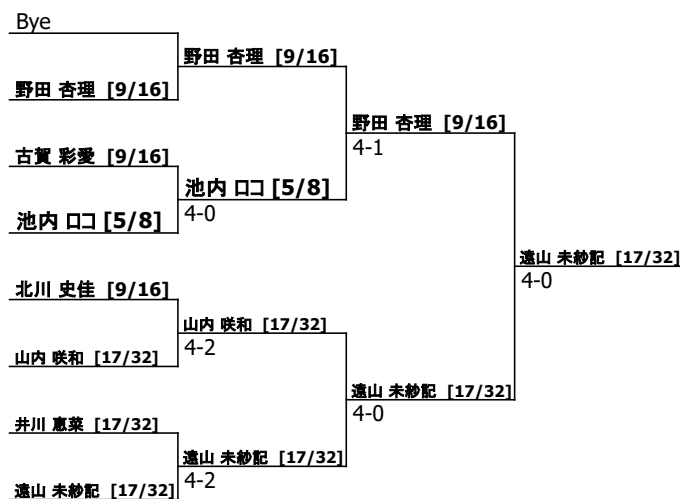 Bye
野田 杏理 [9/16]
野田 杏理 [9/16]
野田 杏理 [9/16]
4-1
古賀 彩愛 [9/16]
池内 ロコ [5/8]
4-0
池内 ロコ [5/8]
遠山 未紗記 [17/32]
4-0
北川 史佳 [9/16]
山内 咲和 [17/32]
4-2
山内 咲和 [17/32]
遠山 未紗記 [17/32]
4-0
井川 恵菜 [17/32]
遠山 未紗記 [17/32]
4-2
遠山 未紗記 [17/32]